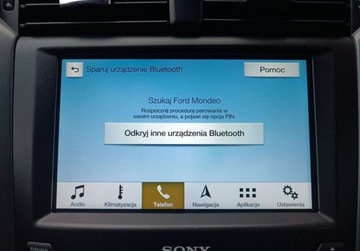 Sparuj urządzenie Bluetooth
Pomoc
Szukaj Ford Mondeo
Rozpocznij procedurę parowania w
swoim urządzeniu, a pojawi się opcja PIN.
Odkryj inne urządzenia Bluetooth
Audio
Klimatyzacja
Telefon
Nawigacja
Aplikacje
Ustawienia
SONY